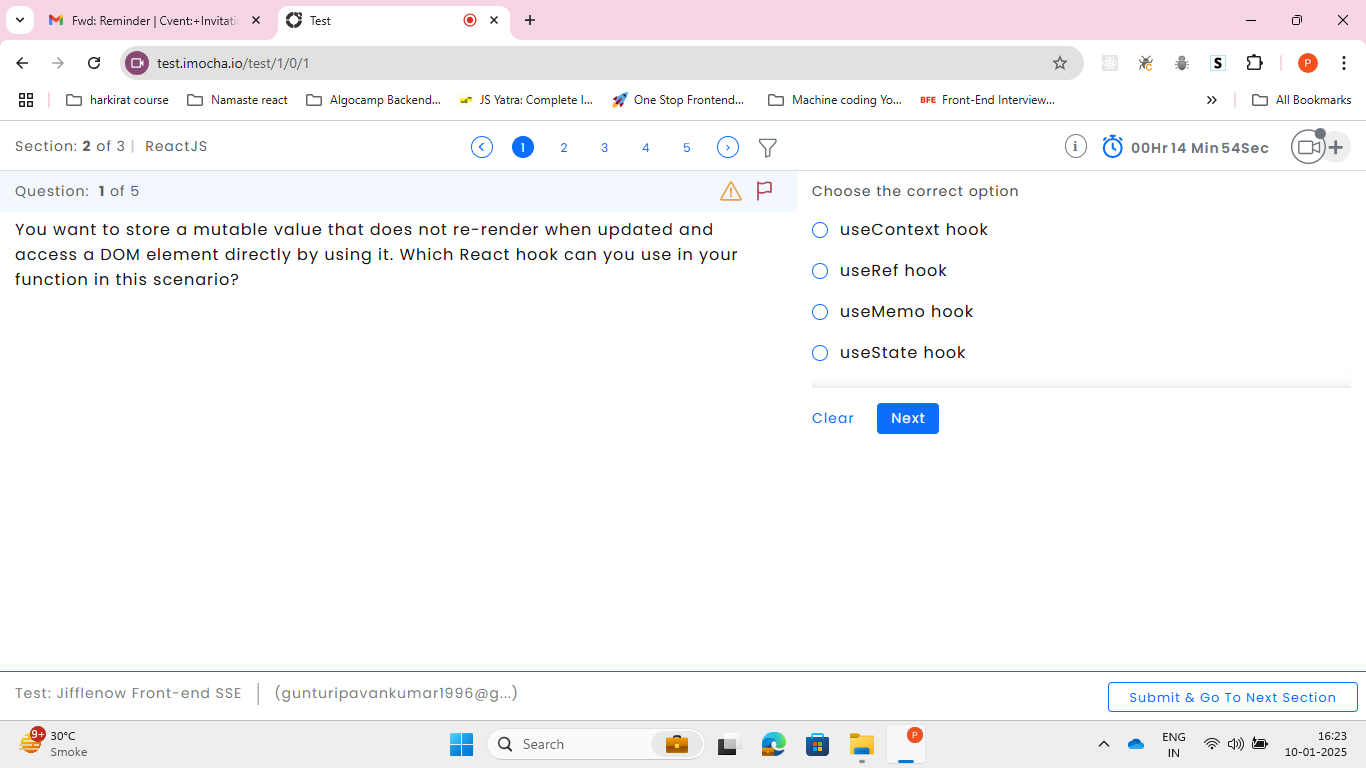 Fwd: Reminder | Cvent:+Invitati
Test
test.imocha.io/test/1/0/1
S
P
harkirat course
Namaste react
Algocamp Backend...
JS Yatra: Complete I...
One Stop Frontend...
Machine coding Yo...
BFE
Front-End Interview...
All Bookmarks
Section: 2 of 3 | ReactJS
1
2
3
4
5
00Hr 14 Min 54Sec
Question: 1 of 5
You want to store a mutable value that does not re-render when updated and
access a DOM element directly by using it. Which React hook can you use in your
function in this scenario?
Choose the correct option
useContext hook
useRef hook
useMemo hook
useState hook
Clear
Next
Test: Jifflenow Front-end SSE
(gunturipavankumar1996@g...)
Submit & Go To Next Section
9+
30°C
Smoke
Search
P
ENG
IN
16:23
10-01-2025